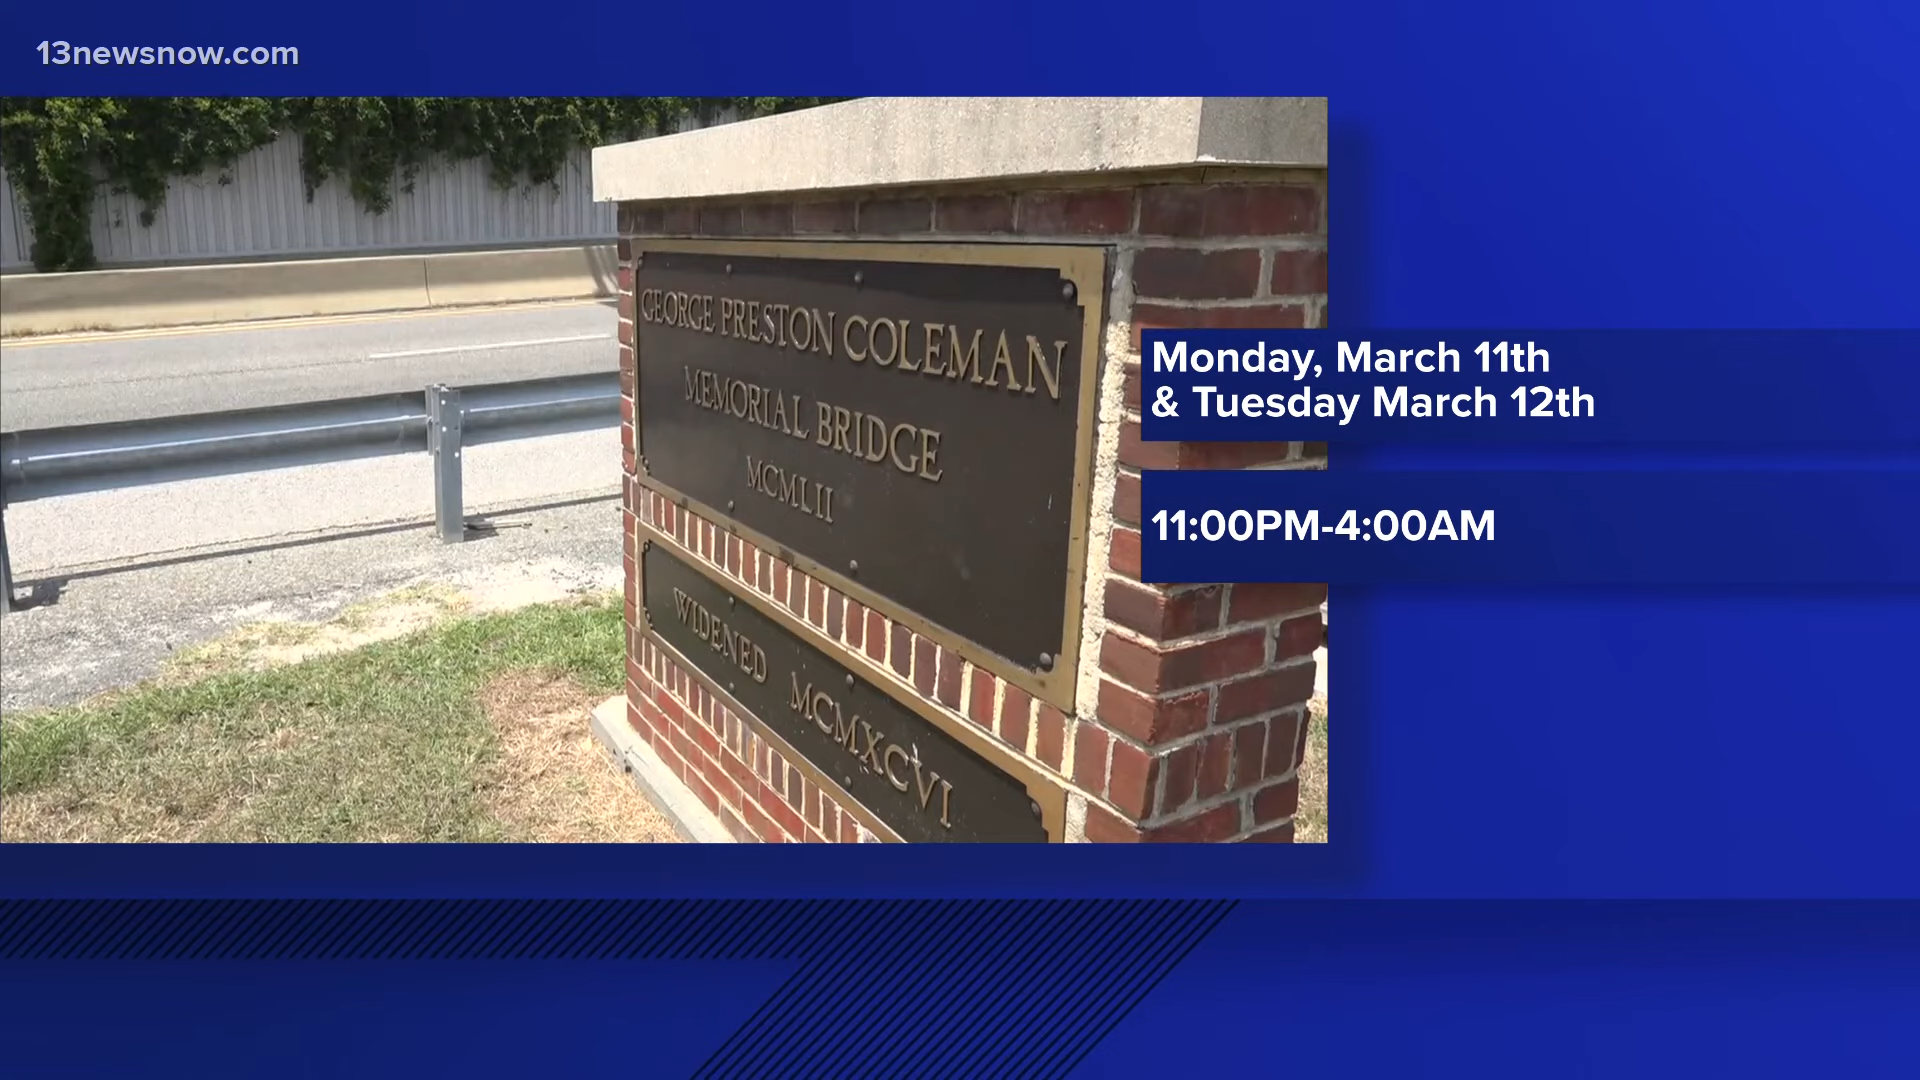 13newsnow.com
GEORGE PRESTON COLEMAN
MEMORIAL BRIDGE
MCMLII
WIDENED MCMXCVI
Monday, March 11th
& Tuesday March 12th
11:00PM-4:00AM